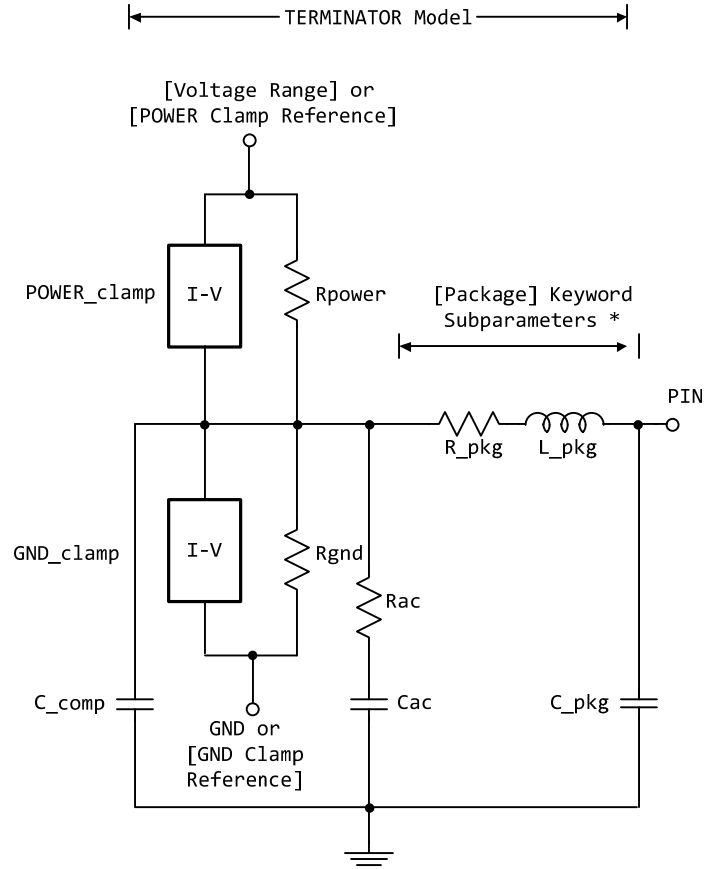 TERMINATOR Model
[Voltage Range] or
[POWER Clamp Reference]
POWER_clamp
I-V
Rpower
[Package] Keyword
Subparameters *
PIN
R_pkg
L_pkg
GND_clamp
I-V
Rgnd
Rac
C_comp
Cac
C_pkg
GND or
[GND Clamp
Reference]